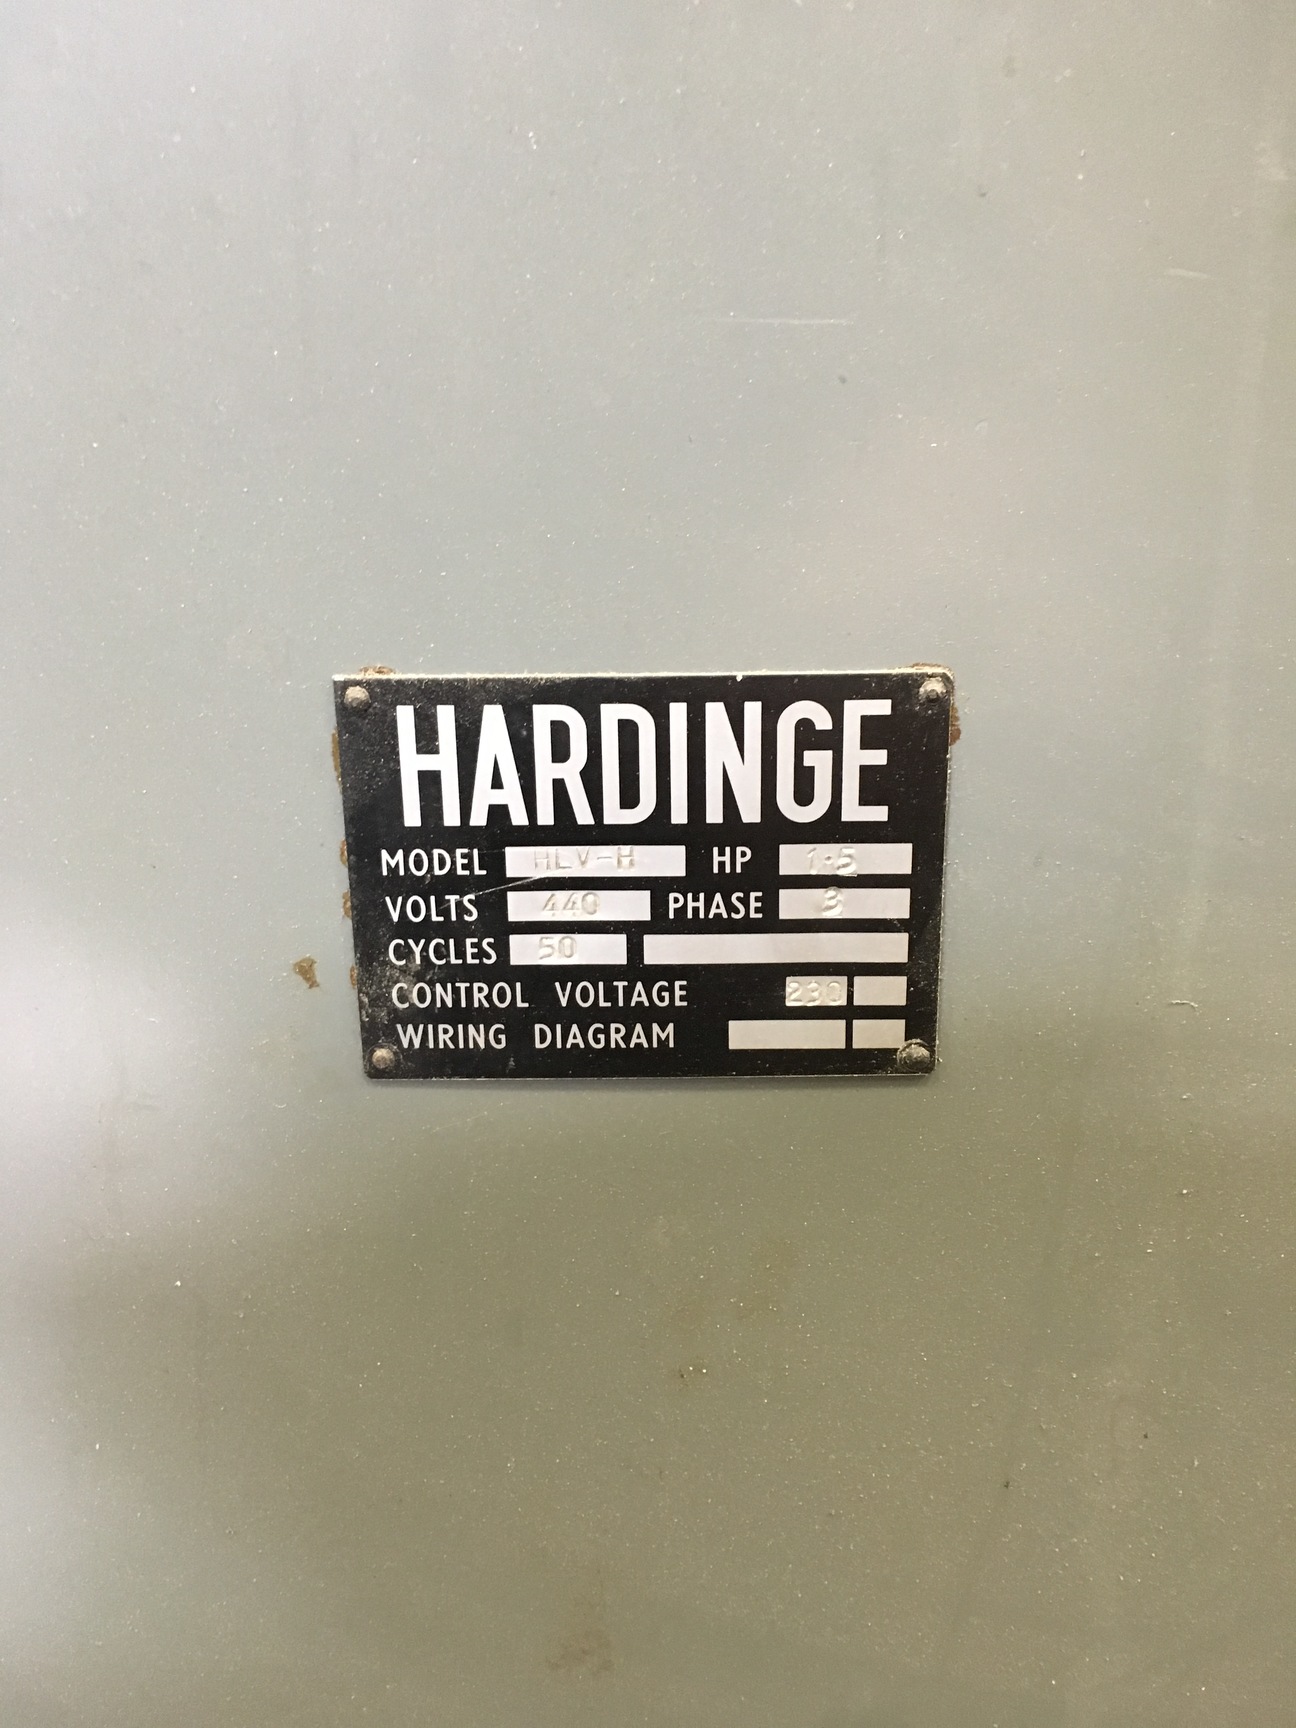 HARDINGE
MODEL HLV-H HP 1.5
VOLTS 440 PHASE 3
CYCLES 50
CONTROL VOLTAGE 230
WIRING DIAGRAM